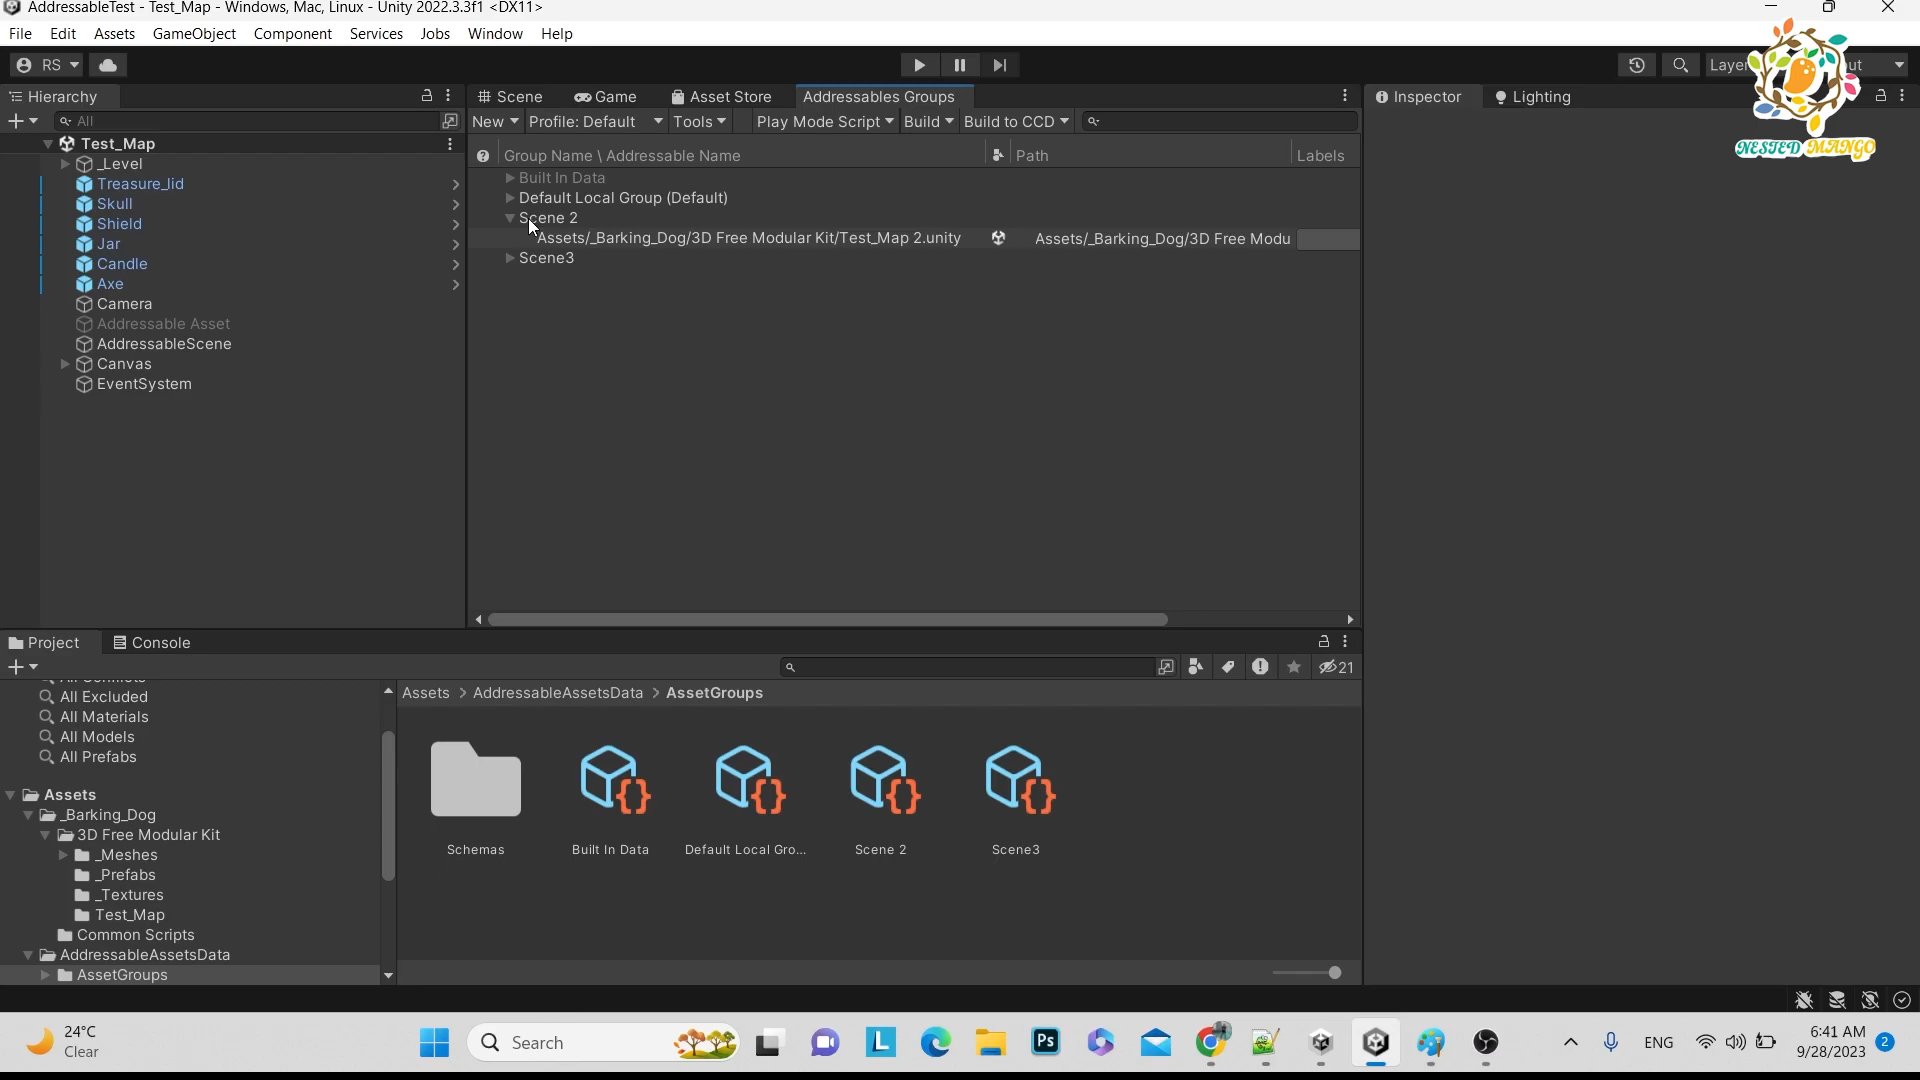 AddressableTest - Test_Map - Windows, Mac, Linux - Unity 2022.3.3f1 <DX11>
File Edit Assets GameObject Component Services Jobs Window Help
RS Layer ut
NESTED MANGO
Hierarchy Scene Game Asset Store Addressables Groups Inspector Lighting
All New Profile: Default Tools Play Mode Script Build Build to CCD
Test_Map
Group Name \ Addressable Name Path Labels
_Level
Built In Data
Treasure_lid
Default Local Group (Default)
Skull
Scene 2
Shield
Assets/_Barking_Dog/3D Free Modular Kit/Test_Map 2.unity Assets/_Barking_Dog/3D Free Modu
Jar
Scene3
Candle
Axe
Camera
Addressable Asset
AddressableScene
Canvas
EventSystem
Project Console
21
All Excluded
All Materials
All Models
All Prefabs
Assets
_Barking_Dog
3D Free Modular Kit
_Meshes
_Prefabs
_Textures
Test_Map
Common Scripts
AddressableAssetsData
AssetGroups
Assets > AddressableAssetsData > AssetGroups
Schemas Built In Data Default Local Gro... Scene 2 Scene3
24°C
Clear
Search
L
Ps
ENG
6:41 AM
9/28/2023
2